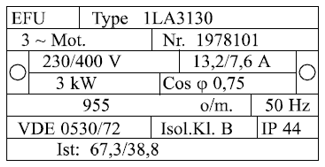 EFU Type 1LA3130
3 ~ Mot. Nr. 1978101
230/400 V 13,2/7,6 A
3 kW Cos φ 0,75
955 o/m. 50 Hz
VDE 0530/72 Isol.Kl. B IP 44
Ist: 67,3/38,8